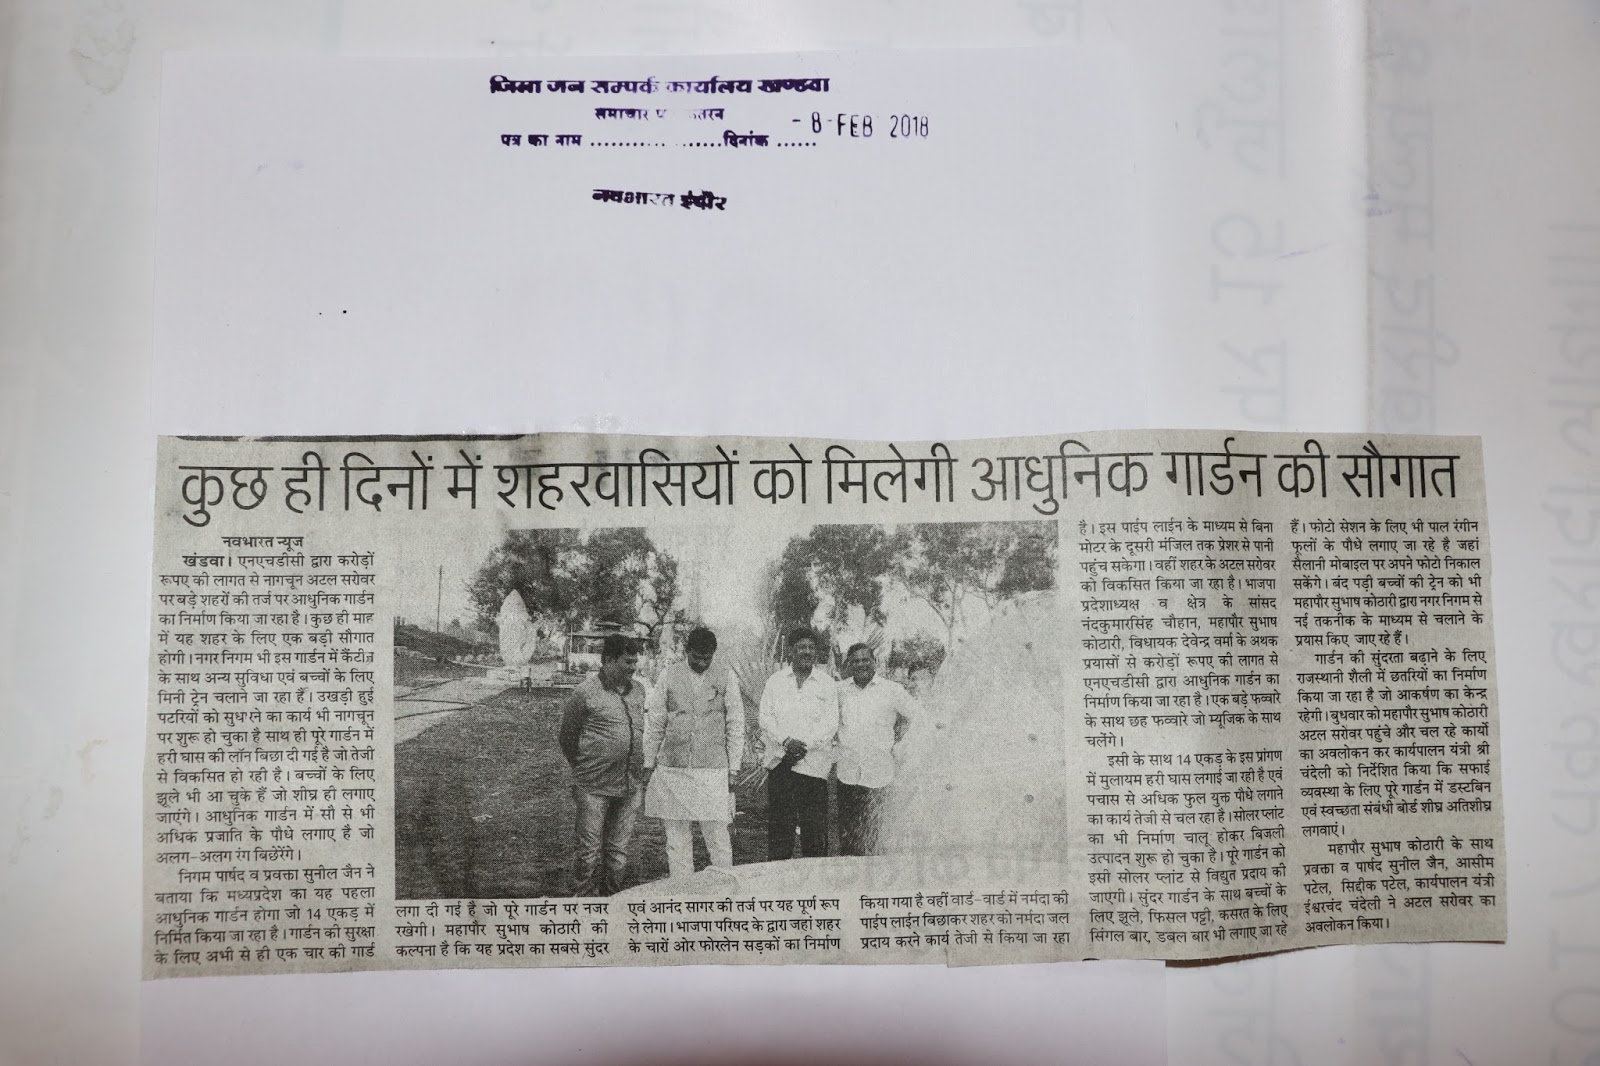 जिला जन सम्पर्क कार्यालय खण्डवा
समाचार
पत्र का नाम ....................दिनांक ......
- 8 - FEB 2018
नवभारत इंदौर
कुछ ही दिनों में शहरवासियों को मिलेगी आधुनिक गार्डन की सौगात
नवभारत न्यूज
खंडवा। एनएचडीसी द्वारा करोड़ों
रूपए की लागत से नागचून अटल सरोवर
पर बड़े शहरों की तर्ज पर आधुनिक गार्डन
का निर्माण किया जा रहा है। कुछ ही माह
में यह शहर के लिए एक बड़ी सौगात
होगी। नगर निगम भी इस गार्डन में कैंटीन
के साथ अन्य सुविधा एवं बच्चों के लिए
मिनी ट्रेन चलाने जा रहा हैं। उखड़ी हुई
पटरियों को सुधारने का कार्य भी नागचून
पर शुरू हो चुका है साथ ही पूरे गार्डन में
हरी घास की लॉन बिछा दी गई है जो तेजी
से विकसित हो रही है। बच्चों के लिए
झूले भी आ चुके हैं जो शीघ्र ही लगाए
जाएंगे। आधुनिक गार्डन में सौ से भी
अधिक प्रजाति के पौधे लगाए है जो
अलग-अलग रंग बिछेरेंगे।
निगम पार्षद व प्रवक्ता सुनील जैन ने
बताया कि मध्यप्रदेश का यह पहला
आधुनिक गार्डन होगा जो 14 एकड़ में
निर्मित किया जा रहा है। गार्डन की सुरक्षा
के लिए अभी से ही एक चार की गार्ड
लगा दी गई है जो पूरे गार्डन पर नजर
रखेगी। महापौर सुभाष कोठारी की
कल्पना है कि यह प्रदेश का सबसे सुंदर
एवं आनंद सागर की तर्ज पर यह पूर्ण रूप
ले लेगा। भाजपा परिषद के द्वारा जहां शहर
के चारों ओर फोरलेन सड़कों का निर्माण
किया गया है वहीं वार्ड-वार्ड में नर्मदा की
पाईप लाईन बिछाकर शहर को नर्मदा जल
प्रदाय करने कार्य तेजी से किया जा रहा
है। इस पाईप लाईन के माध्यम से बिना
मोटर के दूसरी मंजिल तक प्रेशर से पानी
पहुंच सकेगा। वहीं शहर के अटल सरोवर
को विकसित किया जा रहा है। भाजपा
प्रदेशाध्यक्ष व क्षेत्र के सांसद
नंदकुमारसिंह चौहान, महापौर सुभाष
कोठारी, विधायक देवेन्द्र वर्मा के अथक
प्रयासों से करोड़ों रूपए की लागत से
एनएचडीसी द्वारा आधुनिक गार्डन का
निर्माण किया जा रहा है। एक बड़े फव्वारे
के साथ छह फव्वारे जो म्यूजिक के साथ
चलेंगे।
इसी के साथ 14 एकड़ के इस प्रांगण
में मुलायम हरी घास लगाई जा रही है एवं
पचास से अधिक फुल युक्त पौधे लगाने
का कार्य तेजी से चल रहा है। सोलर प्लांट
का भी निर्माण चालू होकर बिजली
उत्पादन शुरू हो चुका है। पूरे गार्डन को
इसी सोलर प्लांट से विद्युत प्रदाय की
जाएगी। सुंदर गार्डन के साथ बच्चों के
लिए झूले, फिसल पट्टी, कसरत के लिए
सिंगल बार, डबल बार भी लगाए जा रहे
हैं। फोटो सेशन के लिए भी पाल रंगीन
फूलों के पौधे लगाए जा रहे है जहां
सैलानी मोबाइल पर अपने फोटो निकाल
सकेंगे। बंद पड़ी बच्चों की ट्रेन को भी
महापौर सुभाष कोठारी द्वारा नगर निगम से
नई तकनीक के माध्यम से चलाने के
प्रयास किए जाए रहे हैं।
गार्डन की सुंदरता बढ़ाने के लिए
राजस्थानी शैली में छतरियों का निर्माण
किया जा रहा है जो आकर्षण का केन्द्र
रहेगी। बुधवार को महापौर सुभाष कोठारी
अटल सरोवर पहुंचे और चल रहे कार्यो
का अवलोकन कर कार्यपालन यंत्री श्री
चंदेली को निर्देशित किया कि सफाई
व्यवस्था के लिए पूरे गार्डन में डस्टबिन
एवं स्वच्छता संबंधी बोर्ड शीघ्र अतिशीघ्र
लगवाएं।
महापौर सुभाष कोठारी के साथ
प्रवक्ता व पार्षद सुनील जैन, आसीम
पटेल, सिद्दीक पटेल, कार्यपालन यंत्री
ईश्वरचंद चंदेली ने अटल सरोवर का
अवलोकन किया।